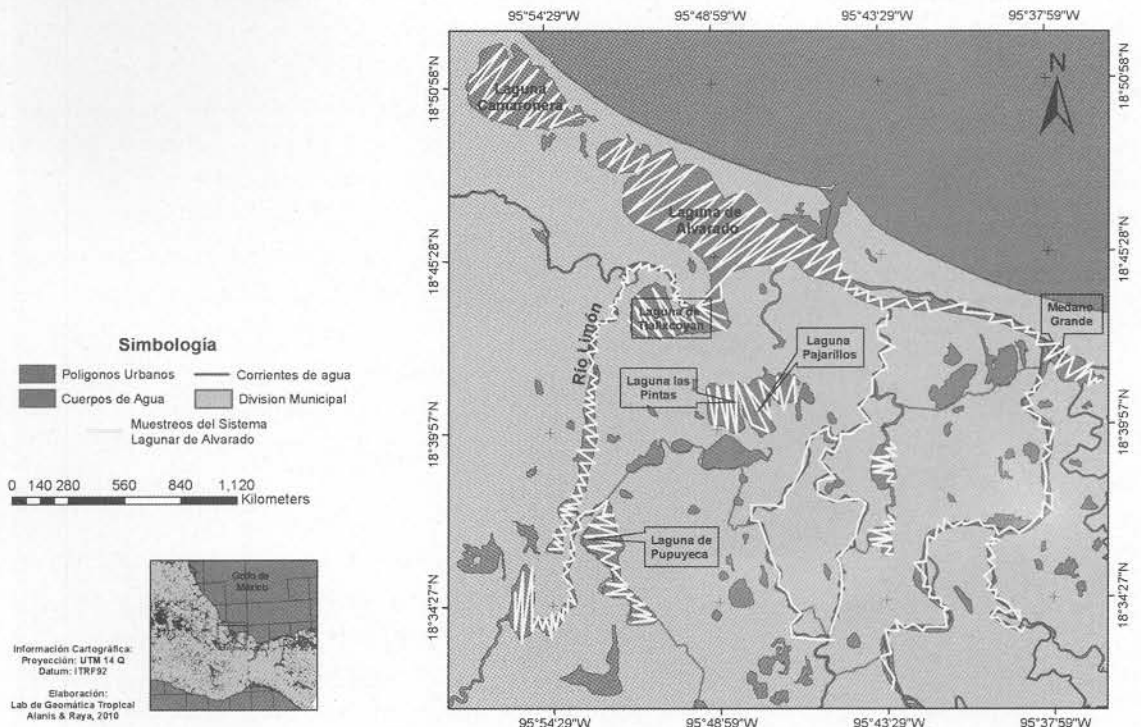 95°54'29"W 95°48'59"W 95°43'29"W 95°37'59"W
18°50'58"N
18°45'28"N
18°39'57"N
18°34'27"N
18°50'58"N
18°45'28"N
18°39'57"N
18°34'27"N
N
Laguna
Camaronera
Laguna de
Alvarado
Laguna de
Tlalixcoyan
Río Limón
Medano
Grande
Laguna
Pajarillos
Laguna las
Pintas
Laguna de
Pupuyeca
95°54'29"W 95°48'59"W 95°43'29"W 95°37'59"W
Simbología
Poligonos Urbanos
Corrientes de agua
Cuerpos de Agua
Division Municipal
Muestreos del Sistema
Lagunar de Alvarado
0 140 280 560 840 1,120
Kilometers
Golfo de
México
Información Cartográfica:
Proyección: UTM 14 Q
Datum: ITRF92
Elaboración:
Lab de Geomática Tropical
Alanis & Raya, 2010